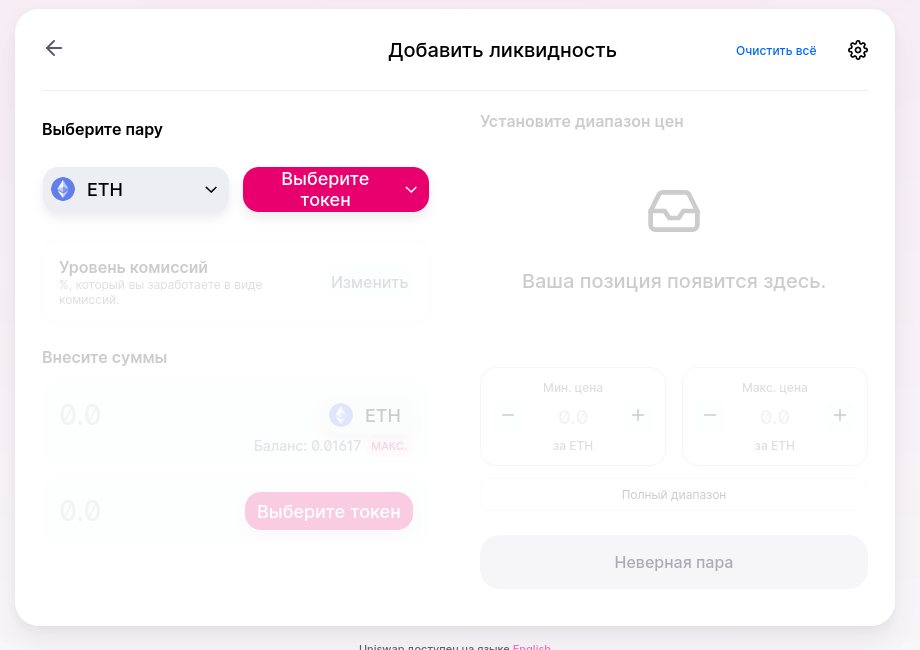 Добавить ликвидность
Очистить всё
Выберите пару
ETH
Выберите
токен
Уровень комиссий
%, который вы заработаете в виде
комиссий.
Изменить
Внесите суммы
0.0
ETH
Баланс: 0.01617 МАКС.
0.0
Выберите токен
Установите диапазон цен
Ваша позиция появится здесь.
Мин. цена
0.0
за ETH
Макс. цена
0.0
за ETH
Полный диапазон
Неверная пара
Uniswap доступен на языке English